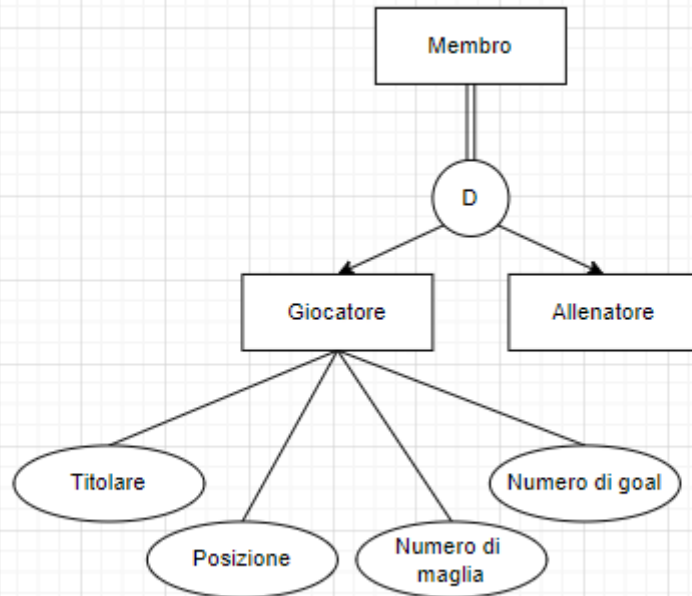 Membro
D
Giocatore
Allenatore
Titolare
Numero di goal
Posizione
Numero di
maglia